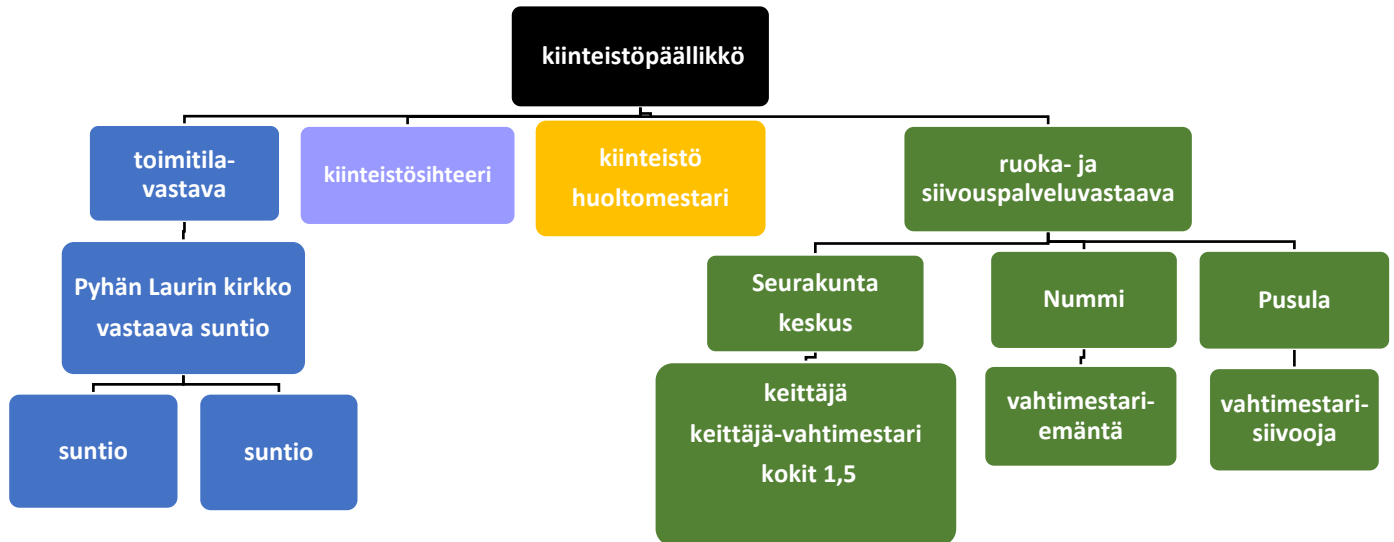 kiinteistöpäällikkö
toimitila-
vastava
kiinteistösihteeri
kiinteistö
huoltomestari
ruoka- ja
siivouspalveluvastaava
Pyhän Laurin kirkko
vastaava suntio
Seurakunta
keskus
Nummi
Pusula
suntio
suntio
keittäjä
keittäjä-vahtimestari
kokit 1,5
vahtimestari-
emäntä
vahtimestari-
siivooja